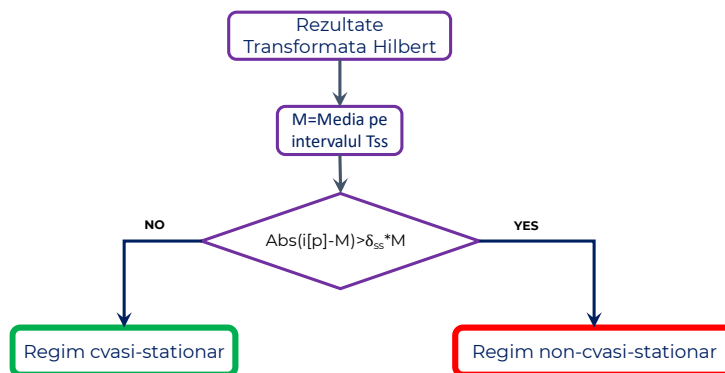 Rezultate
Transformata Hilbert
M=Media pe
intervalul Tss
NO
Abs(i[p]-M)>δss*M
YES
Regim cvasi-stationar
Regim non-cvasi-stationar